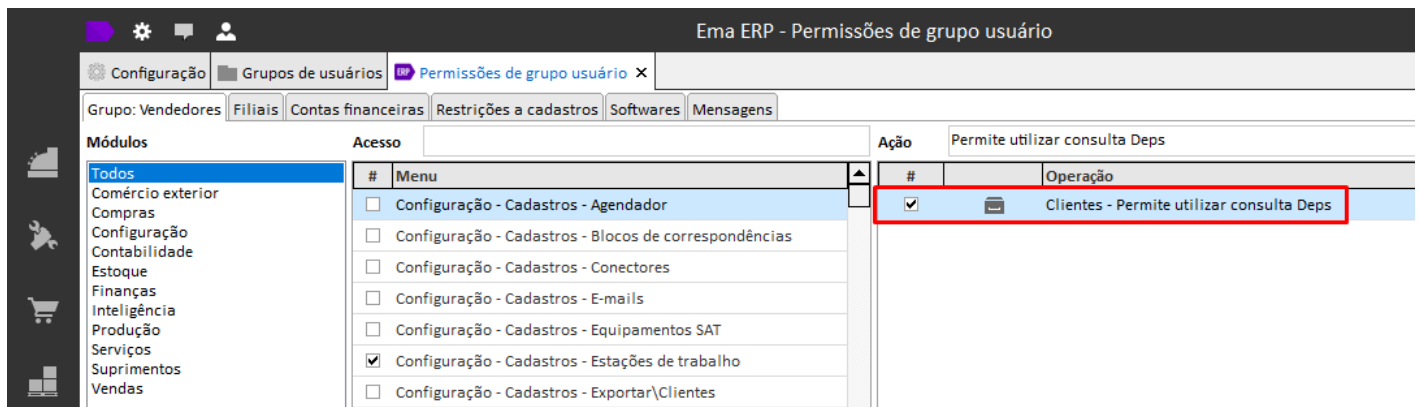 Ema ERP - Permissões de grupo usuário
Configuração Grupos de usuários ERP Permissões de grupo usuário X
Grupo: Vendedores Filiais Contas financeiras Restrições a cadastros Softwares Mensagens
Módulos
Todos
Comércio exterior
Compras
Configuração
Contabilidade
Estoque
Finanças
Inteligência
Produção
Serviços
Suprimentos
Vendas
Acesso
# Menu
Configuração - Cadastros - Agendador
Configuração - Cadastros - Blocos de correspondências
Configuração - Cadastros - Conectores
Configuração - Cadastros - E-mails
Configuração - Cadastros - Equipamentos SAT
Configuração - Cadastros - Estações de trabalho
Configuração - Cadastros - Exportar\Clientes
Ação Permite utilizar consulta Deps
# Operação
Clientes - Permite utilizar consulta Deps